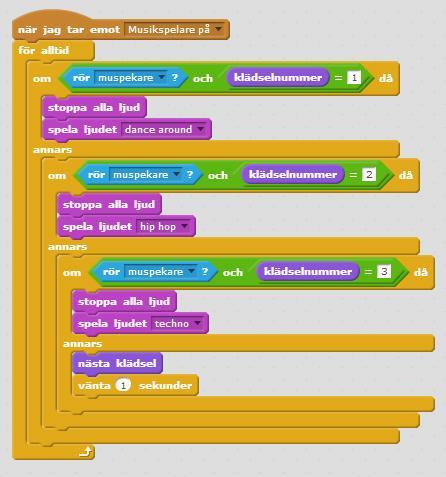 när jag tar emot Musikspelare på
för alltid
om rör muspekare ? och klädselnummer = 1 då
stoppa alla ljud
spela ljudet dance around
annars
om rör muspekare ? och klädselnummer = 2 då
stoppa alla ljud
spela ljudet hip hop
annars
om rör muspekare ? och klädselnummer = 3 då
stoppa alla ljud
spela ljudet techno
annars
nästa klädsel
vänta 1 sekunder